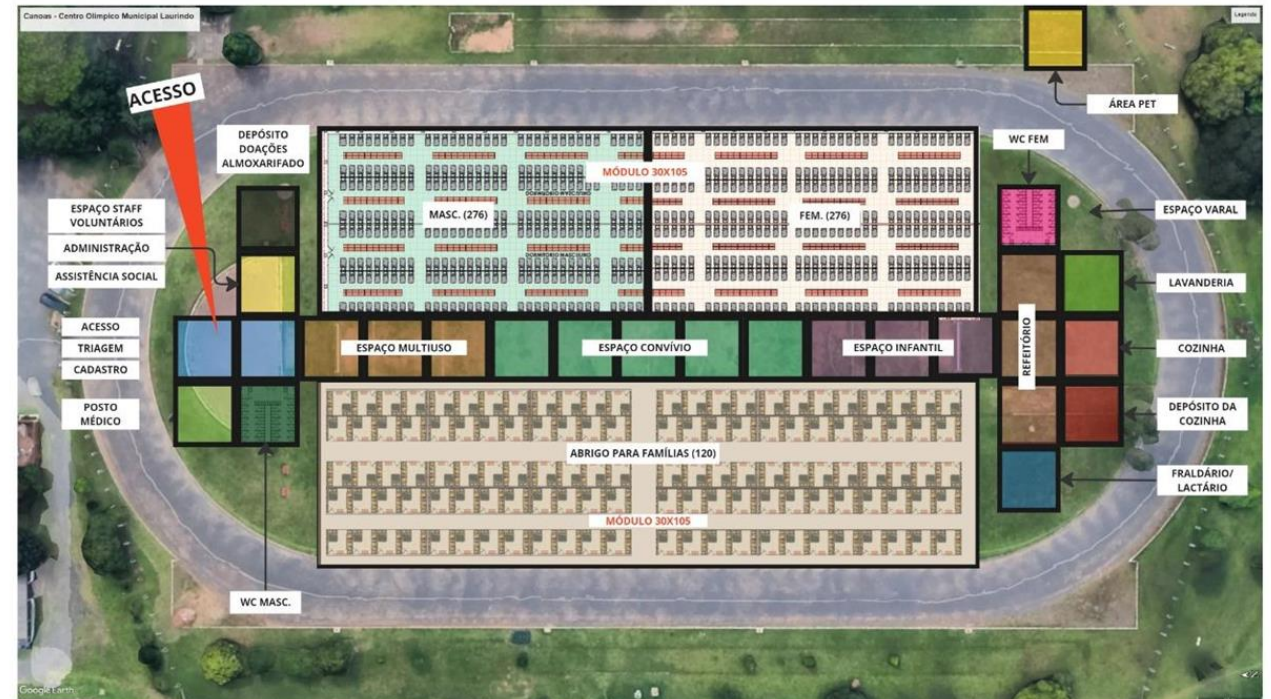 Canoas - Centro Olímpico Municipal Laurindo
Legenda
ACESSO
ÁREA PET
DEPÓSITO
DOAÇÕES
ALMOXARIFADO
WC FEM
MÓDULO 30X105
ESPAÇO STAFF
VOLUNTÁRIOS
MASC. (276)
FEM. (276)
ESPAÇO VARAL
ADMINISTRAÇÃO
ASSISTÊNCIA SOCIAL
LAVANDERIA
ACESSO
TRIAGEM
CADASTRO
ESPAÇO MULTIUSO
ESPAÇO CONVÍVIO
ESPAÇO INFANTIL
REFEITÓRIO
COZINHA
POSTO
MÉDICO
DEPÓSITO DA
COZINHA
ABRIGO PARA FAMÍLIAS (120)
FRALDÁRIO/
LACTÁRIO
MÓDULO 30X105
WC MASC.
Google Earth